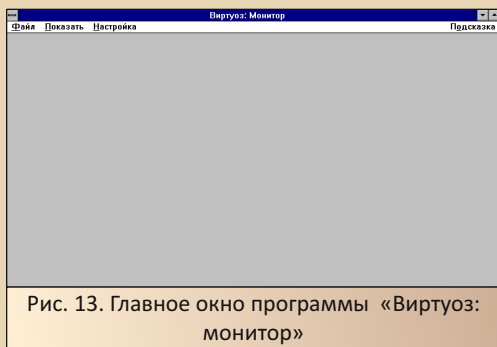 Виртуоз: Монитор
Файл Показать Настройка Подсказка
Рис. 13. Главное окно программы «Виртуоз:
монитор»